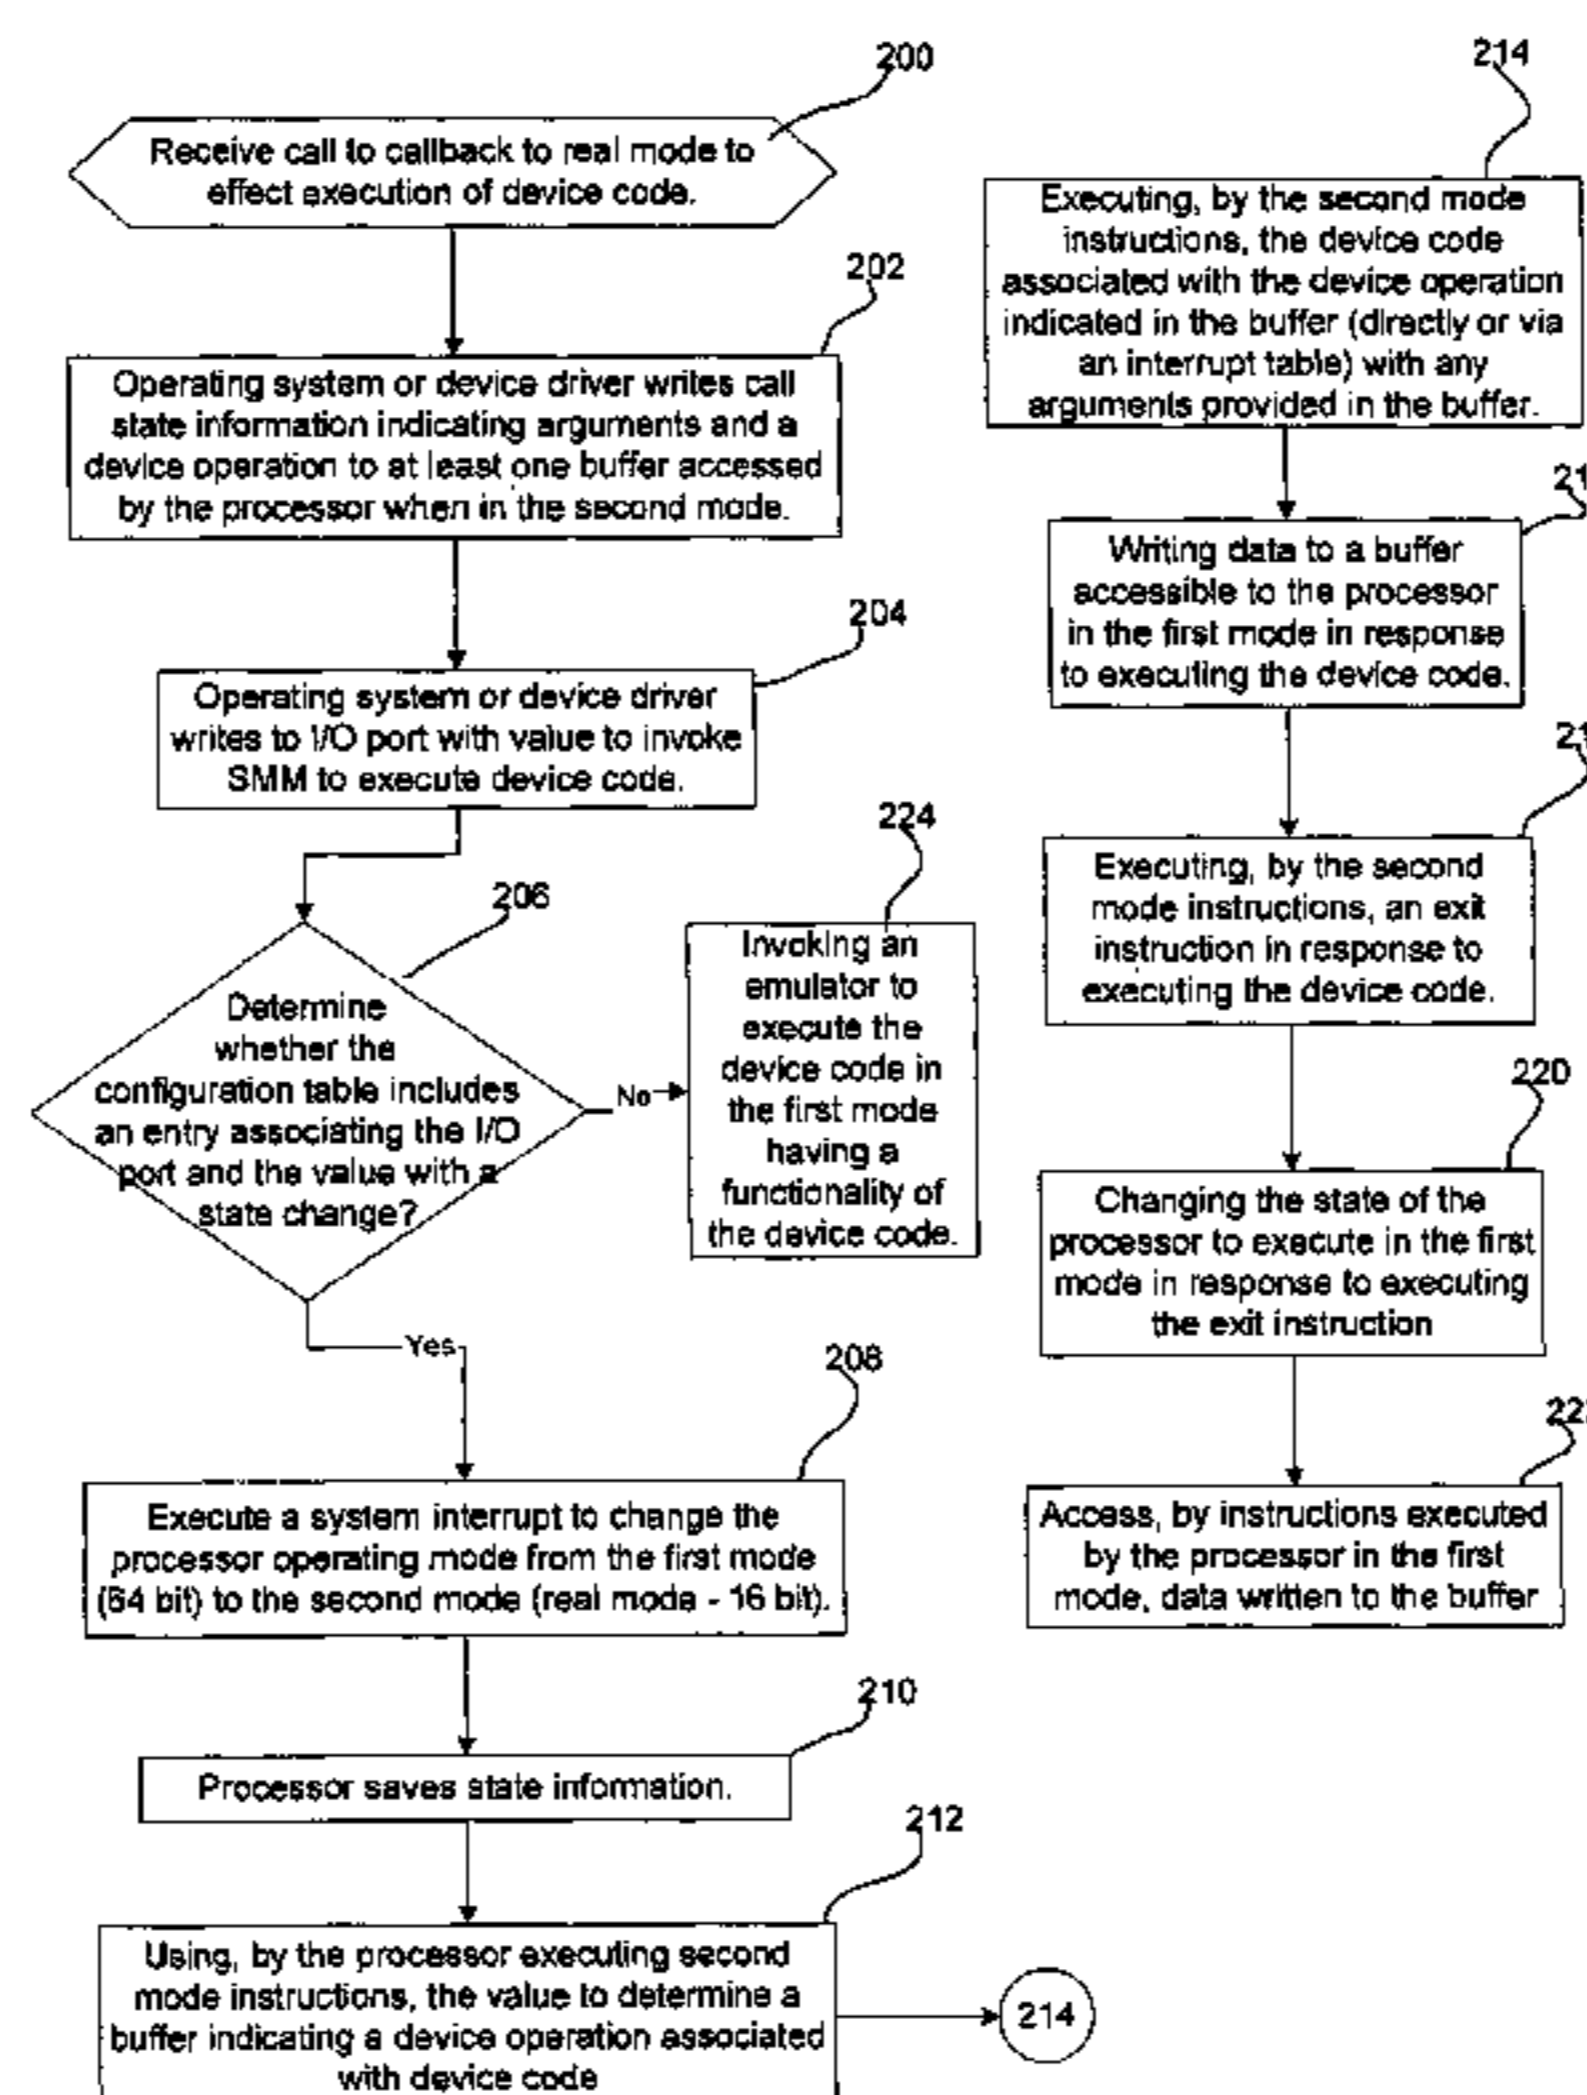 200
Receive call to callback to real mode to
effect execution of device code.
202
Operating system or device driver writes call
state information indicating arguments and a
device operation to at least one buffer accessed
by the processor when in the second mode.
204
Operating system or device driver
writes to I/O port with value to invoke
SMM to execute device code.
206
Determine
whether the
configuration table includes
an entry associating the I/O
port and the value with a
state change?
No
224
Invoking an
emulator to
execute the
device code in
the first mode
having a
functionality of
the device code.
Yes
208
Execute a system interrupt to change the
processor operating mode from the first mode
(64 bit) to the second mode (real mode - 16 bit).
210
Processor saves state information.
212
Using, by the processor executing second
mode instructions, the value to determine a
buffer indicating a device operation associated
with device code
214
214
Executing, by the second mode
instructions, the device code
associated with the device operation
indicated in the buffer (directly or via
an interrupt table) with any
arguments provided in the buffer.
Writing data to a buffer
accessible to the processor
in the first mode in response
to executing the device code.
Executing, by the second
mode instructions, an exit
instruction in response to
executing the device code.
220
Changing the state of the
processor to execute in the first
mode in response to executing
the exit instruction
Access, by instructions executed
by the processor in the first
mode, data written to the buffer